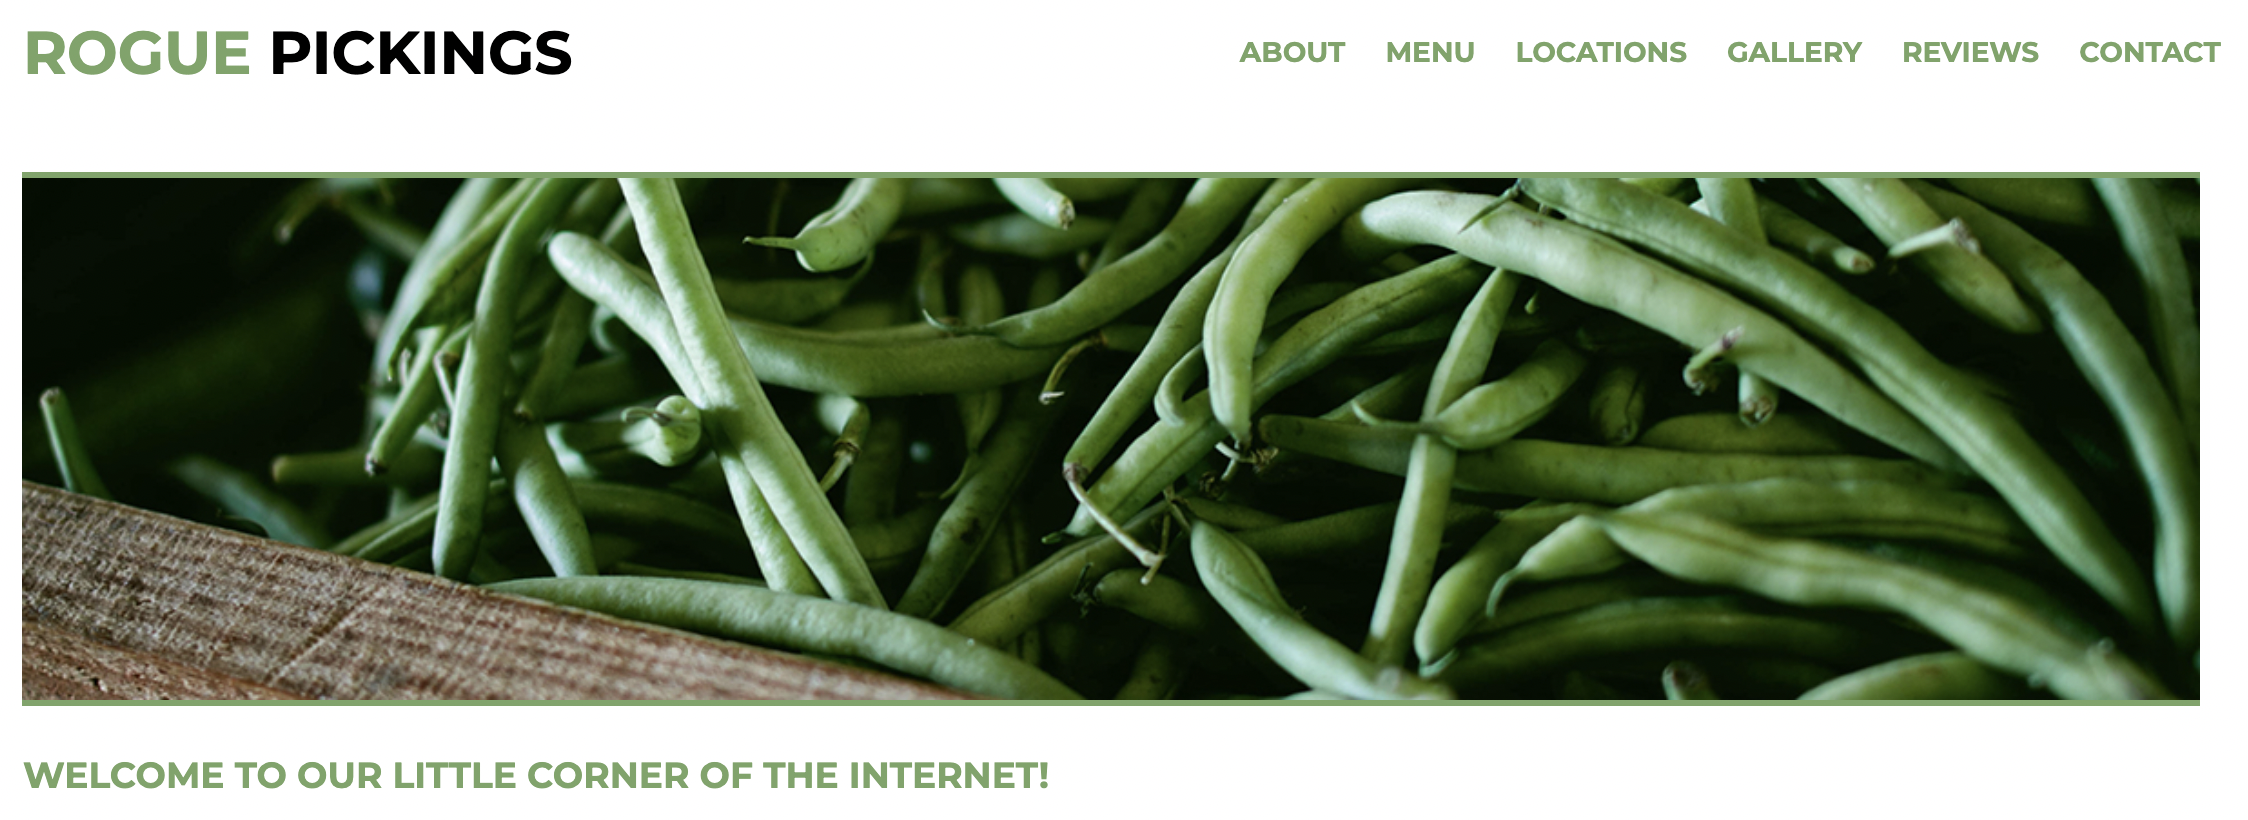 ROGUE PICKINGS
ABOUT MENU LOCATIONS GALLERY REVIEWS CONTACT
WELCOME TO OUR LITTLE CORNER OF THE INTERNET!